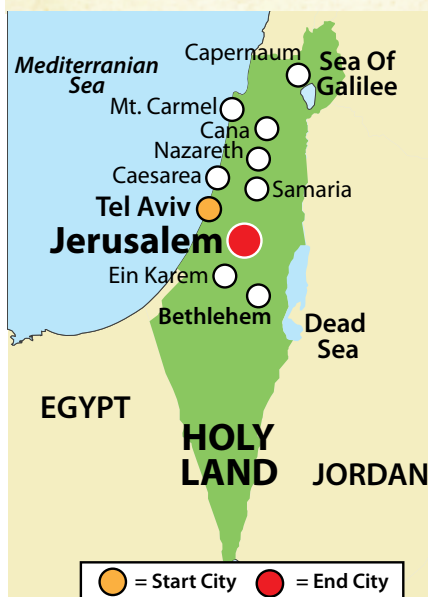 Capernaum
Mediterranian
Sea
Sea Of
Galilee
Mt. Carmel
Cana
Nazareth
Caesarea
Samaria
Tel Aviv
Jerusalem
Ein Karem
Bethlehem
Dead
Sea
EGYPT
HOLY
LAND
JORDAN
= Start City = End City